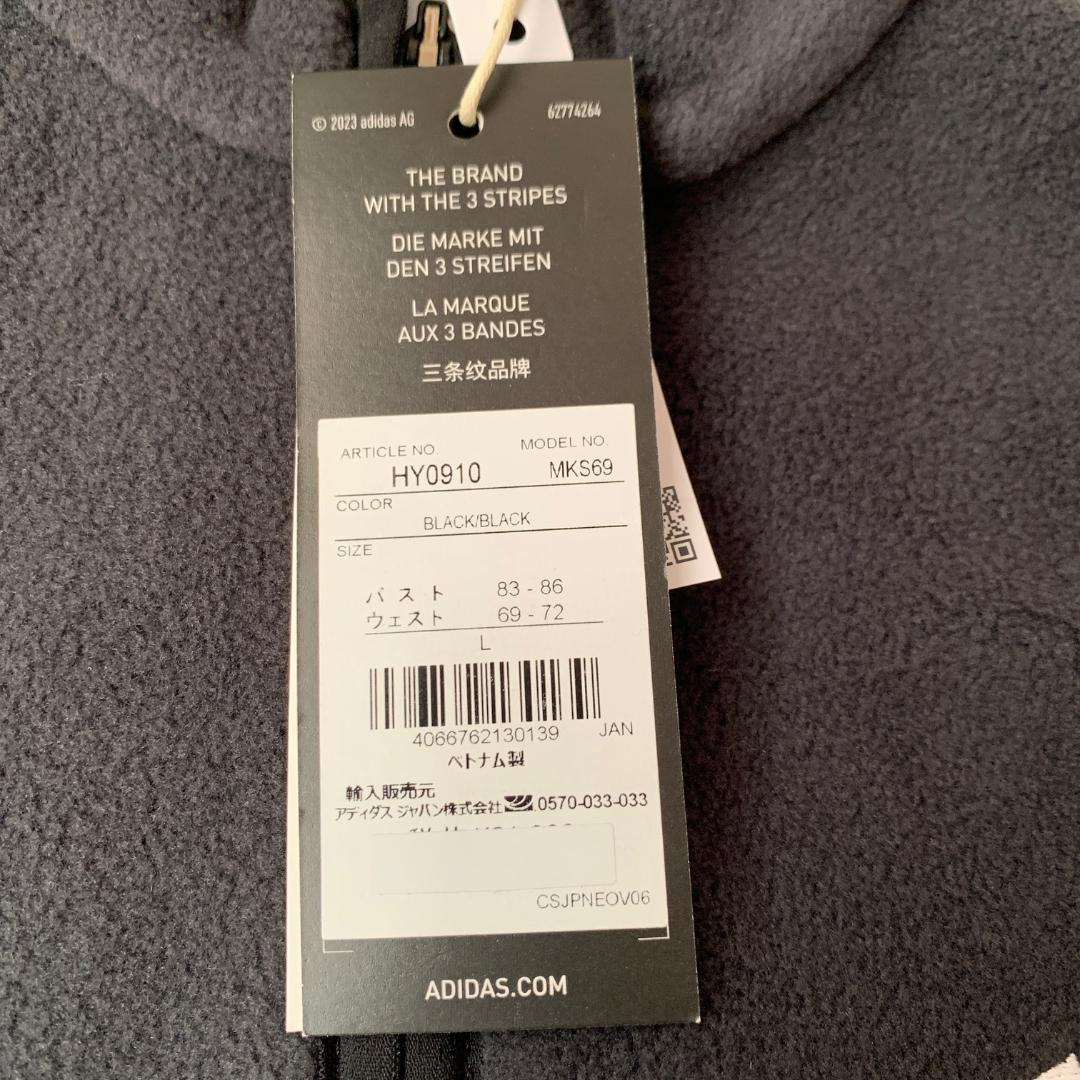 © 2023 adidas AG
62774264
THE BRAND
WITH THE 3 STRIPES
DIE MARKE MIT
DEN 3 STREIFEN
LA MARQUE
AUX 3 BANDES
三条纹品牌
ARTICLE NO.
MODEL NO.
HY0910
MKS69
COLOR
BLACK/BLACK
SIZE
バスト 83 - 86
ウェスト 69 - 72
L
4066762130139 JAN
ベトナム製
輸入販売元
アディダス ジャパン株式会社 0570-033-033
CSJPNEOV06
ADIDAS.COM